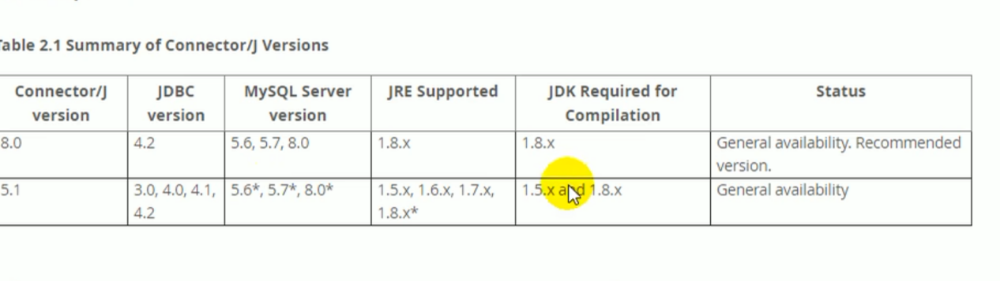 Table 2.1 Summary of Connector/J Versions
Connector/J version JDBC version MySQL Server version JRE Supported JDK Required for Compilation Status
8.0 4.2 5.6, 5.7, 8.0 1.8.x 1.8.x General availability. Recommended version.
5.1 3.0, 4.0, 4.1, 4.2 5.6*, 5.7*, 8.0* 1.5.x, 1.6.x, 1.7.x, 1.8.x* 1.5.x and 1.8.x General availability